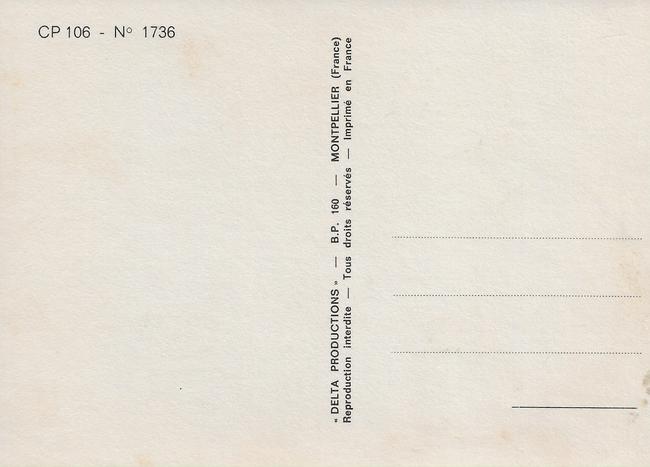 CP 106 - N° 1736
« DELTA PRODUCTIONS » — B.P. 160 — MONTPELLIER (France)
Reproduction interdite — Tous droits réservés — Imprimé en France